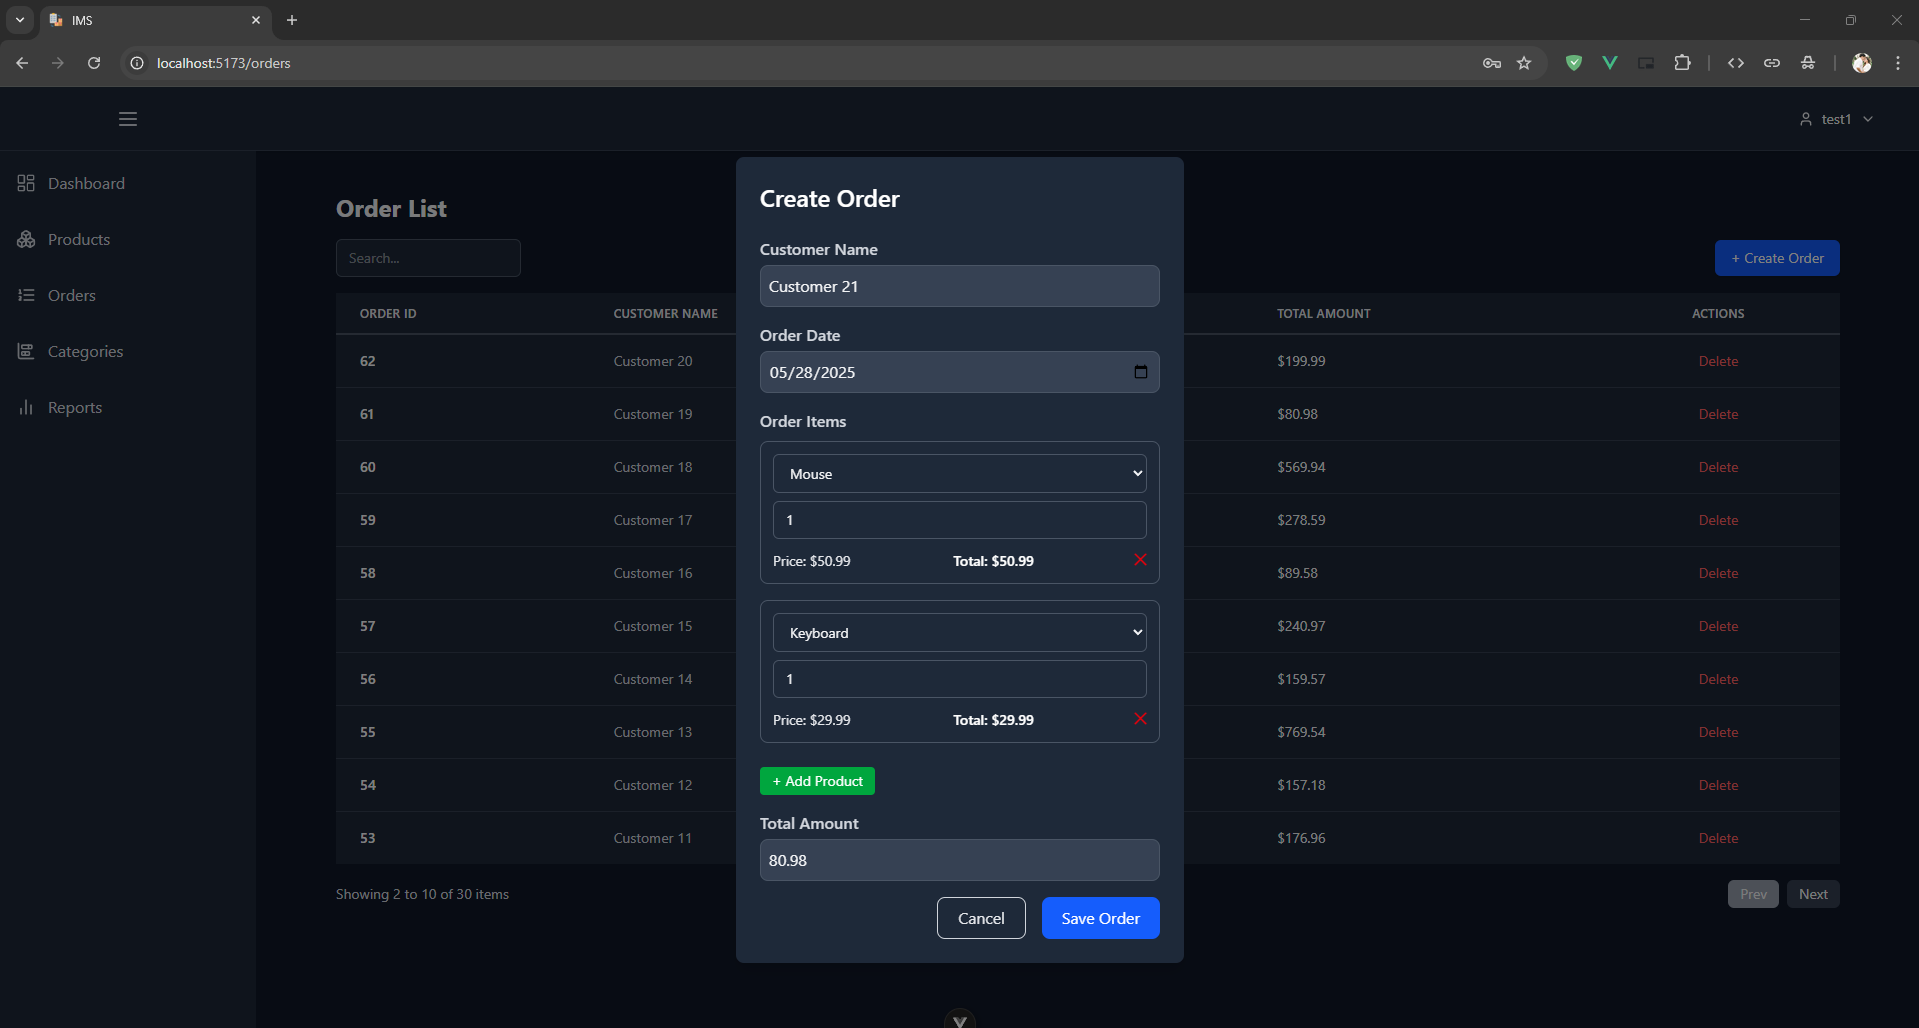 IMS
localhost:5173/orders
test1
Dashboard
Products
Orders
Categories
Reports
Order List
Search...
+ Create Order
ORDER ID CUSTOMER NAME TOTAL AMOUNT ACTIONS
62 Customer 20 $199.99 Delete
61 Customer 19 $80.98 Delete
60 Customer 18 $569.94 Delete
59 Customer 17 $278.59 Delete
58 Customer 16 $89.58 Delete
57 Customer 15 $240.97 Delete
56 Customer 14 $159.57 Delete
55 Customer 13 $769.54 Delete
54 Customer 12 $157.18 Delete
53 Customer 11 $176.96 Delete
Showing 2 to 10 of 30 items
Prev Next
Create Order
Customer Name
Customer 21
Order Date
05/28/2025
Order Items
Mouse
1
Price: $50.99 Total: $50.99
Keyboard
1
Price: $29.99 Total: $29.99
+ Add Product
Total Amount
80.98
Cancel Save Order